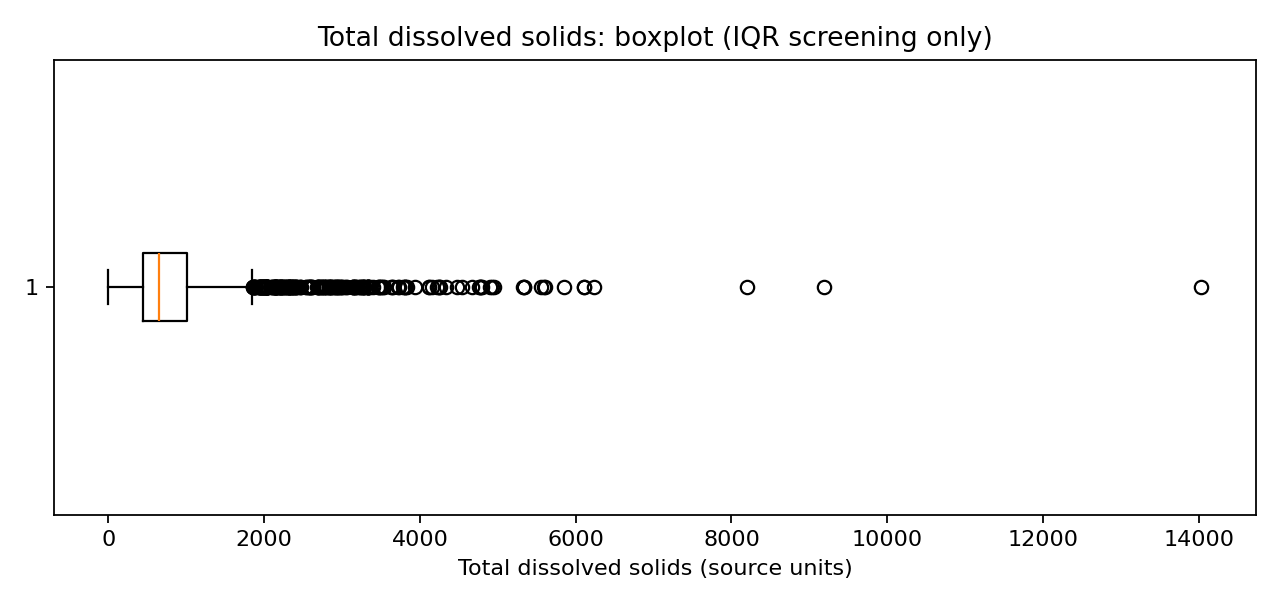 Total dissolved solids: boxplot (IQR screening only)
1
0 2000 4000 6000 8000 10000 12000 14000
Total dissolved solids (source units)